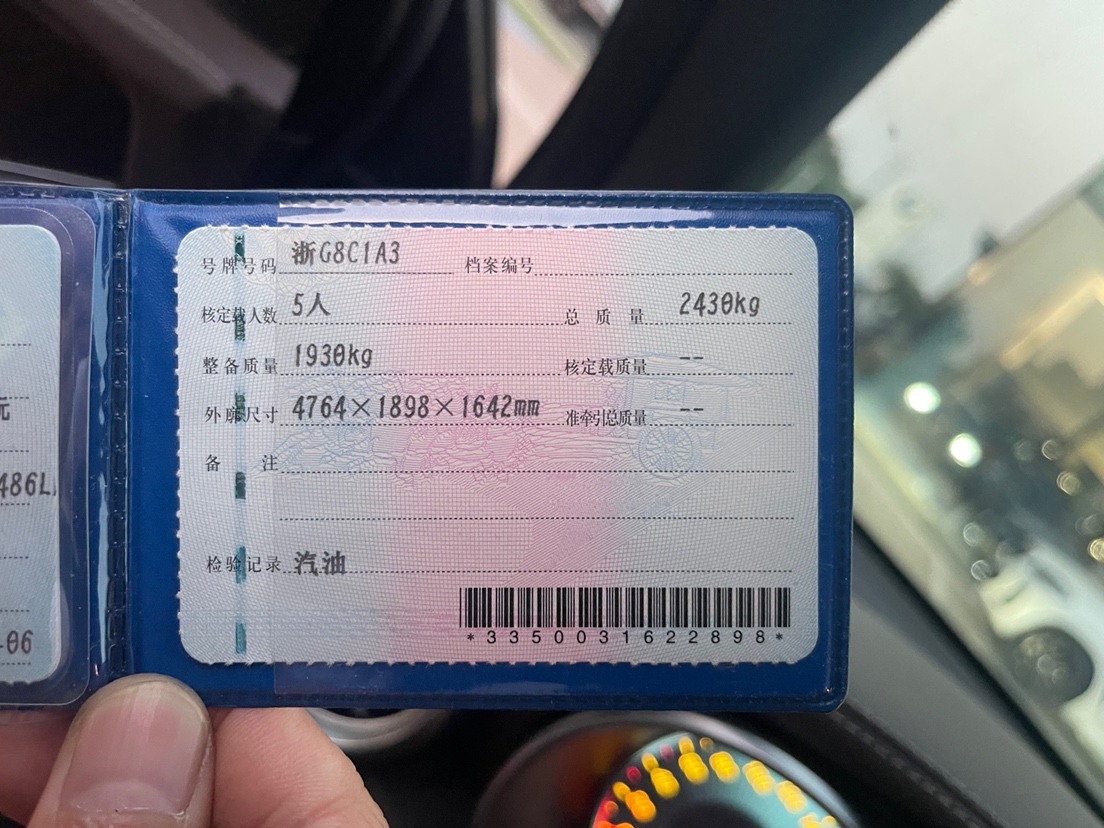 号牌号码 浙G8C1A3 档案编号
核定载人数 5人 总质量 2430kg
整备质量 1930kg 核定载质量 --
外廓尺寸 4764×1898×1642mm 准牵引总质量 --
备注
检验记录 汽油
*3350031622898*
元
486L
-06